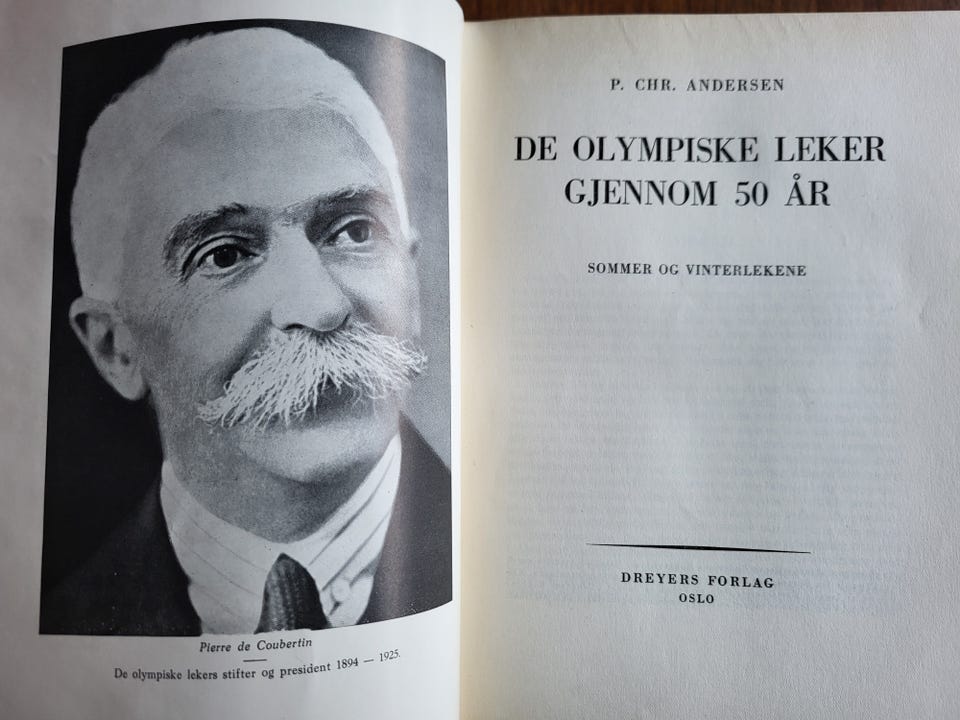 Pierre de Coubertin
De olympiske lekers stifter og president 1894 — 1925.
P. CHR. ANDERSEN
DE OLYMPISKE LEKER
GJENNOM 50 ÅR
SOMMER OG VINTERLEKENE
DREYERS FORLAG
OSLO